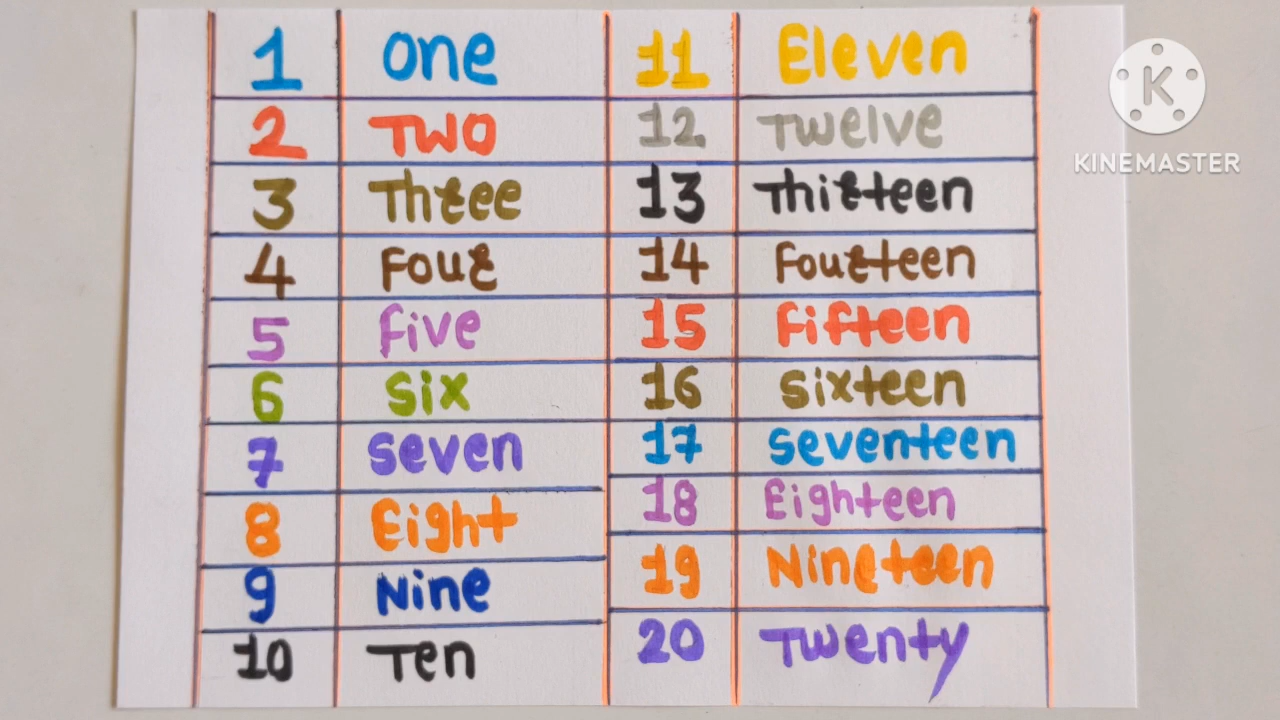 1 One 11 Eleven
2 Two 12 Twelve
3 Three 13 Thirteen
4 Four 14 Fourteen
5 Five 15 Fifteen
6 Six 16 Sixteen
7 Seven 17 Seventeen
8 Eight 18 Eighteen
9 Nine 19 Nineteen
10 Ten 20 Twenty
K
KINEMASTER